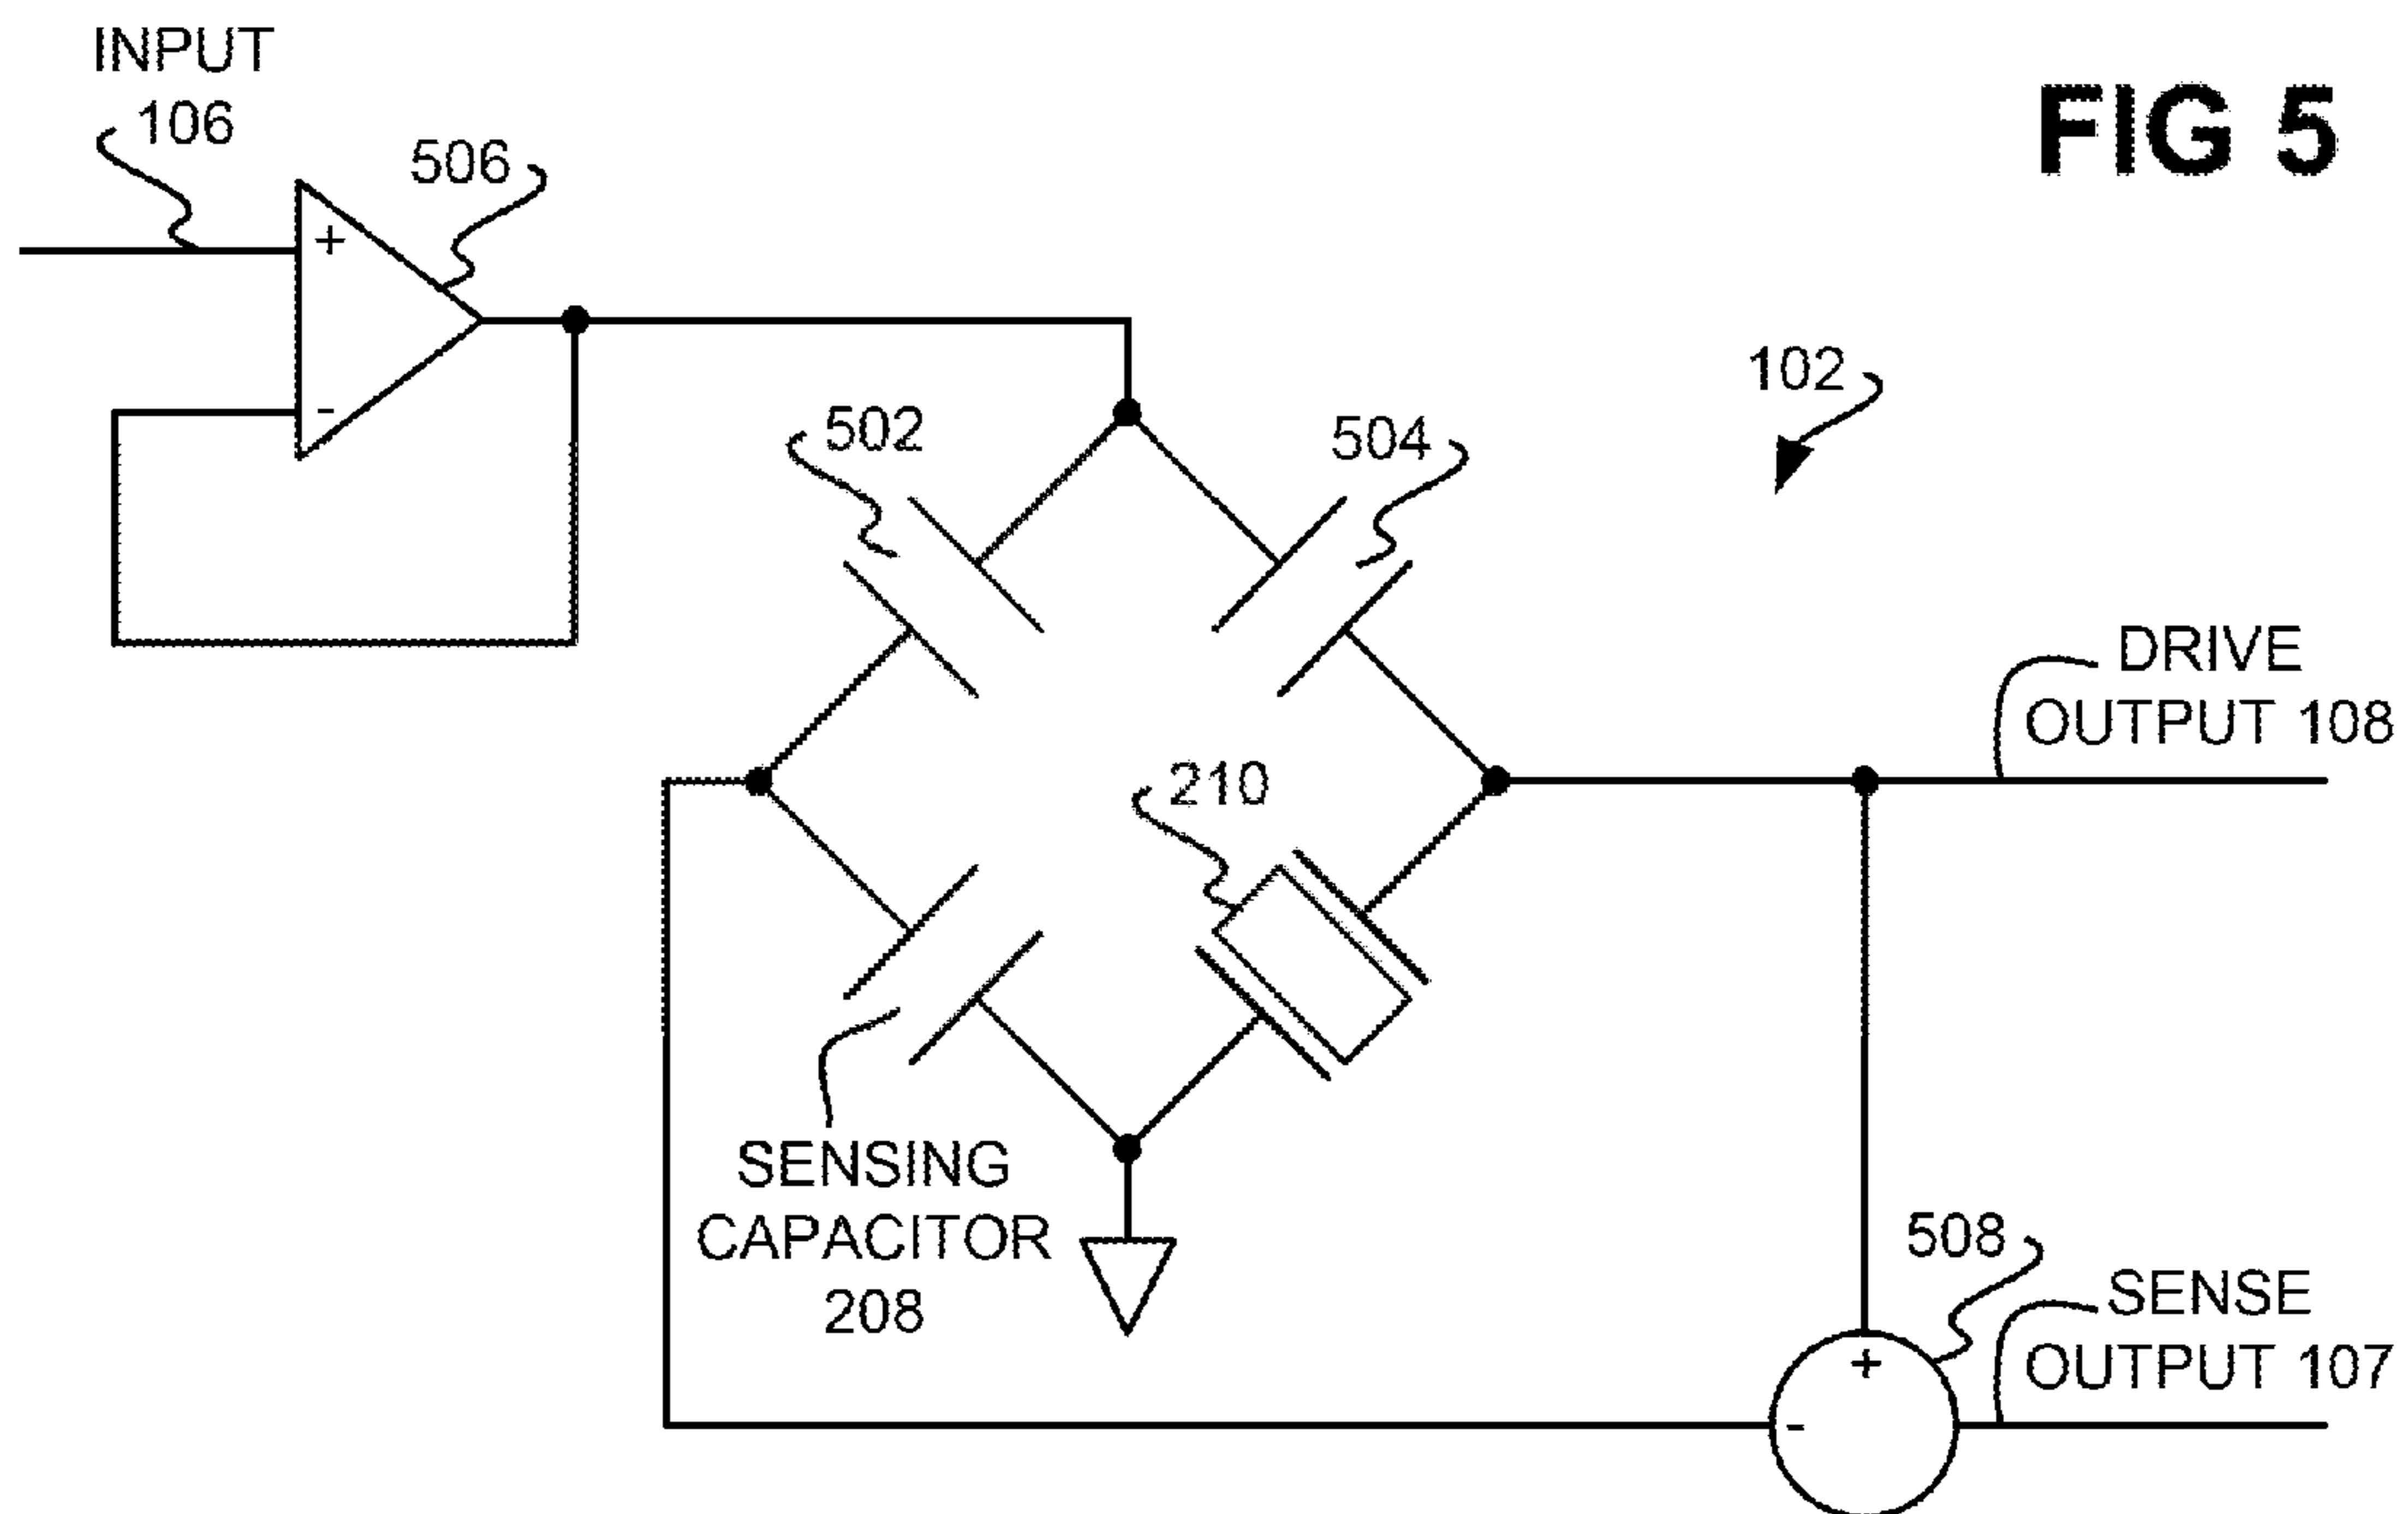 INPUT
106
506
FIG 5
+
-
102
502
504
DRIVE
OUTPUT 108
210
SENSING
CAPACITOR
208
508
SENSE
OUTPUT 107
+
-